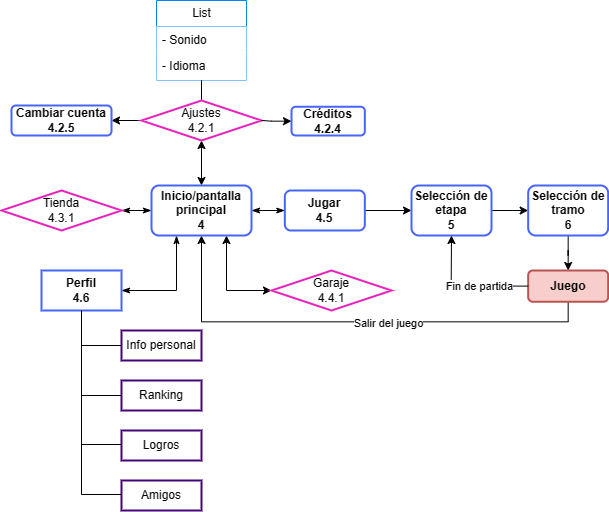 List
- Sonido
- Idioma
Cambiar cuenta
4.2.5
Ajustes
4.2.1
Créditos
4.2.4
Tienda
4.3.1
Inicio/pantalla
principal
4
Jugar
4.5
Selección de
etapa
5
Selección de
tramo
6
Perfil
4.6
Garaje
4.4.1
Fin de partida
Juego
Salir del juego
Info personal
Ranking
Logros
Amigos